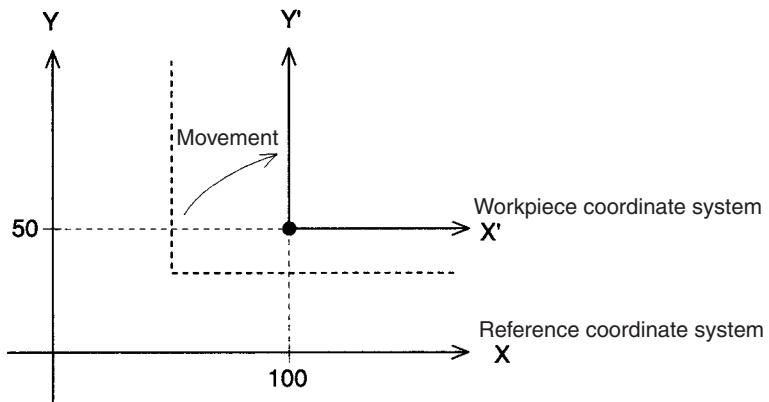 Y
Y'
Movement
50
Workpiece coordinate system
X'
Reference coordinate system
X
100